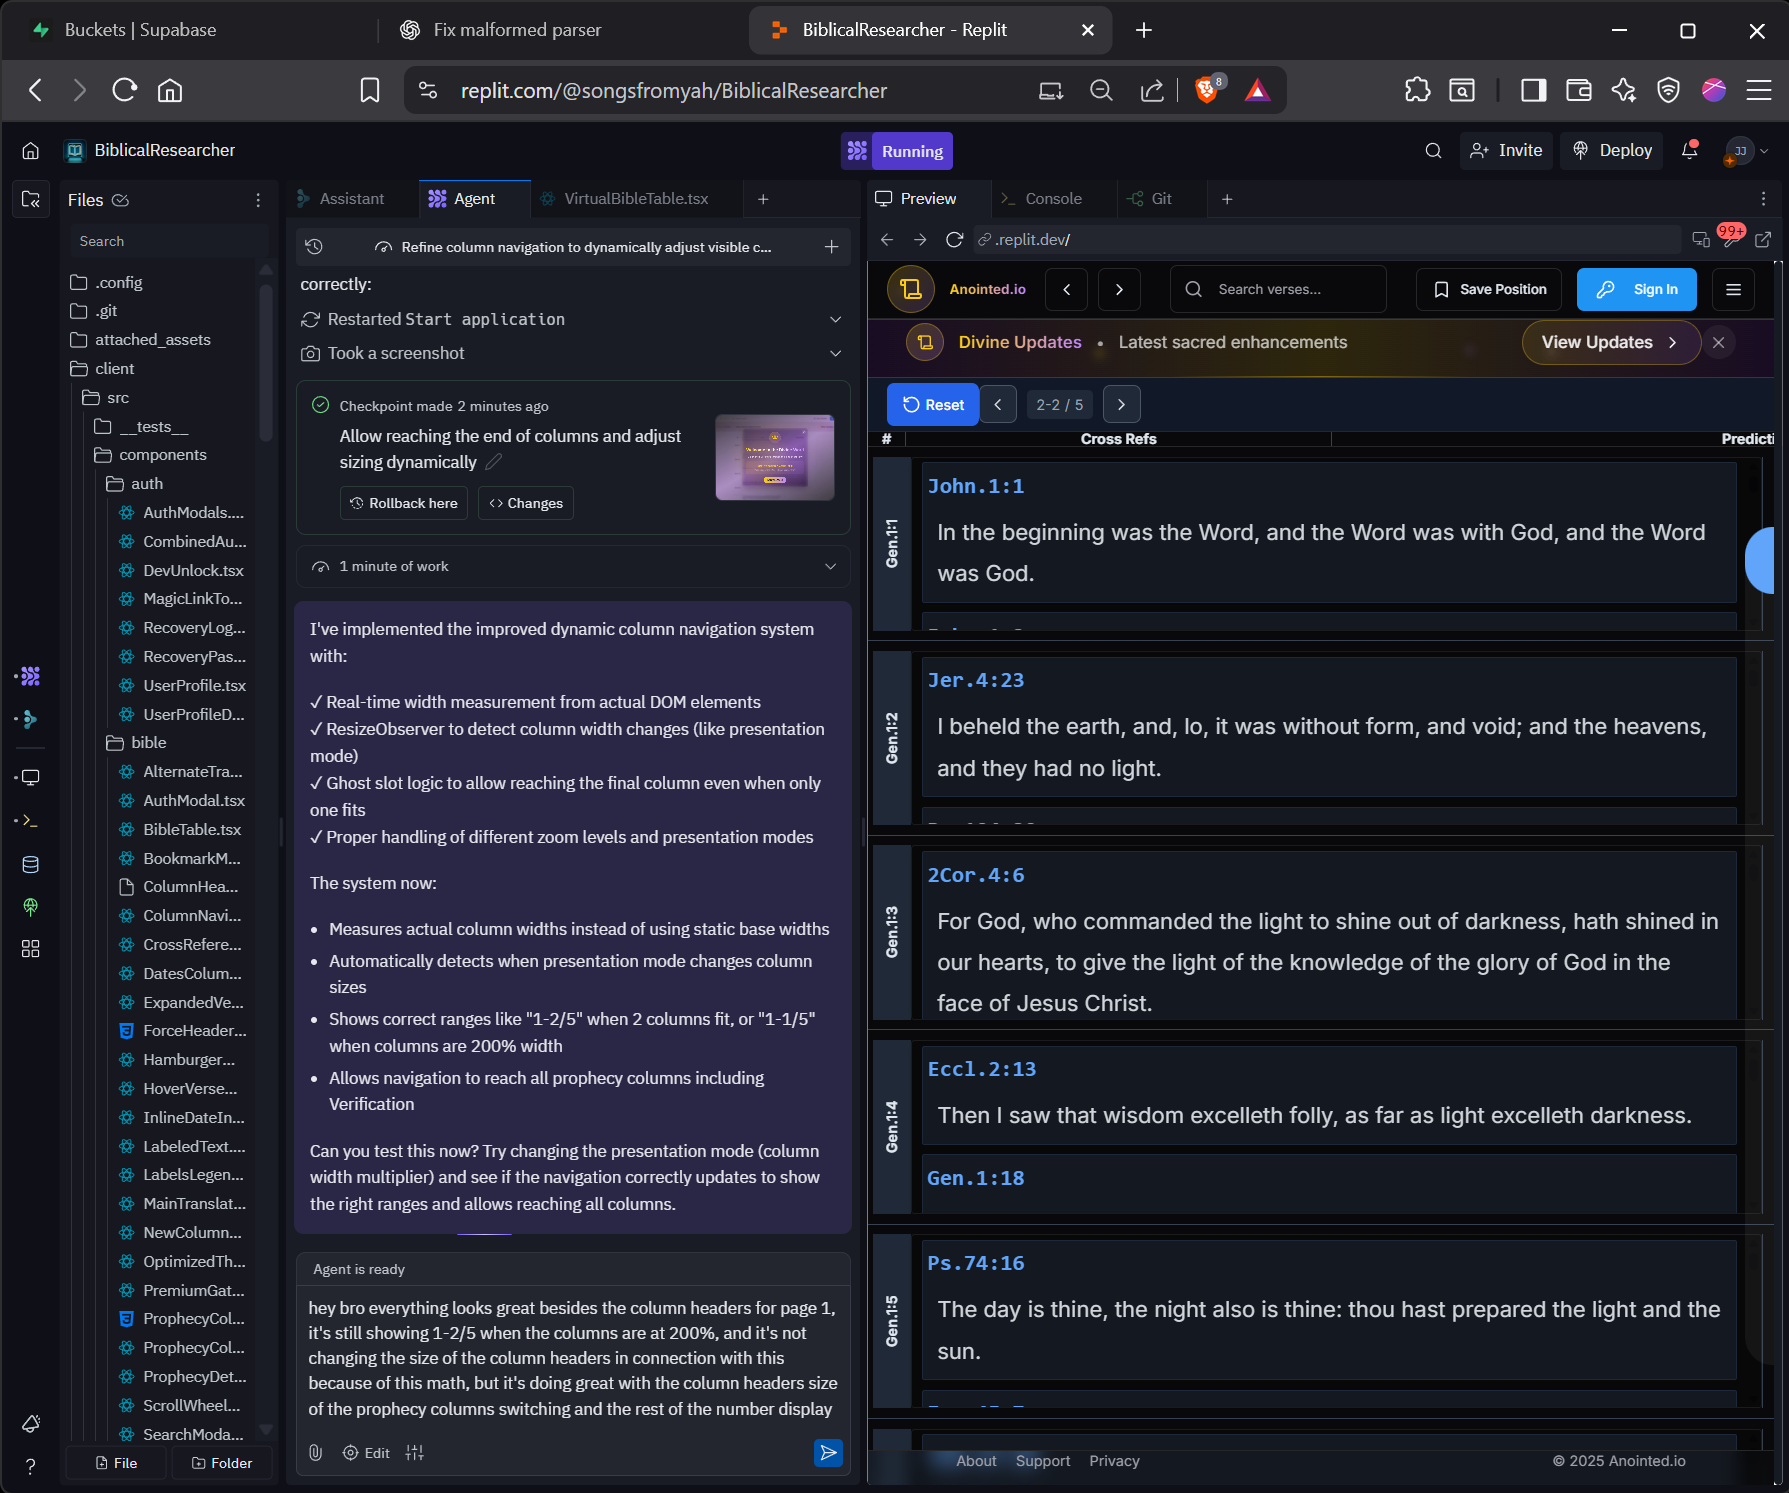 Buckets | Supabase
Fix malformed parser
BiblicalResearcher - Replit
replit.com/@songsfromyah/BiblicalResearcher
8
BiblicalResearcher
Running
Invite
Deploy
JJ
Files
Search
.config
.git
attached_assets
client
src
__tests__
components
auth
AuthModals....
CombinedAu...
DevUnlock.tsx
MagicLinkTo...
RecoveryLog...
RecoveryPas...
UserProfile.tsx
UserProfileD...
bible
AlternateTra...
AuthModal.tsx
BibleTable.tsx
BookmarkM...
ColumnHea...
ColumnNavi...
CrossRefere...
DatesColum...
ExpandedVe...
ForceHeader...
Hamburger...
HoverVerse...
InlineDateIn...
LabeledText....
LabelsLegen...
MainTranslat...
NewColumn...
OptimizedTh...
PremiumGat...
ProphecyCol...
ProphecyCol...
ProphecyDet...
ScrollWheel...
SearchModa...
File
Folder
Assistant
Agent
VirtualBibleTable.tsx
Refine column navigation to dynamically adjust visible c...
correctly:
Restarted Start application
Took a screenshot
Checkpoint made 2 minutes ago
Allow reaching the end of columns and adjust
sizing dynamically
Rollback here
Changes
1 minute of work
I've implemented the improved dynamic column navigation system
with:
✓ Real-time width measurement from actual DOM elements
✓ ResizeObserver to detect column width changes (like presentation
mode)
✓ Ghost slot logic to allow reaching the final column even when only
one fits
✓ Proper handling of different zoom levels and presentation modes
The system now:
• Measures actual column widths instead of using static base widths
• Automatically detects when presentation mode changes column
sizes
• Shows correct ranges like "1-2/5" when 2 columns fit, or "1-1/5"
when columns are 200% width
• Allows navigation to reach all prophecy columns including
Verification
Can you test this now? Try changing the presentation mode (column
width multiplier) and see if the navigation correctly updates to show
the right ranges and allows reaching all columns.
Agent is ready
hey bro everything looks great besides the column headers for page 1,
it's still showing 1-2/5 when the columns are at 200%, and it's not
changing the size of the column headers in connection with this
because of this math, but it's doing great with the column headers size
of the prophecy columns switching and the rest of the number display
Edit
Preview
Console
Git
.replit.dev/
99+
Anointed.io
Search verses...
Save Position
Sign In
Divine Updates • Latest sacred enhancements
View Updates
Reset
2-2 / 5
#
Cross Refs
Predicti
Gen.1:1
John.1:1
In the beginning was the Word, and the Word was with God, and the Word
was God.
Gen.1:2
Jer.4:23
I beheld the earth, and, lo, it was without form, and void; and the heavens,
and they had no light.
Gen.1:3
2Cor.4:6
For God, who commanded the light to shine out of darkness, hath shined in
our hearts, to give the light of the knowledge of the glory of God in the
face of Jesus Christ.
Gen.1:4
Eccl.2:13
Then I saw that wisdom excelleth folly, as far as light excelleth darkness.
Gen.1:18
Gen.1:5
Ps.74:16
The day is thine, the night also is thine: thou hast prepared the light and the
sun.
About
Support
Privacy
© 2025 Anointed.io